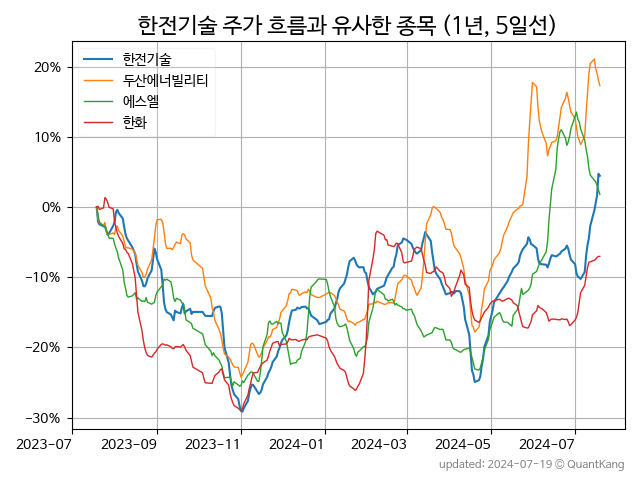 한전기술 주가 흐름과 유사한 종목 (1년, 5일선)
한전기술
두산에너빌리티
에스엘
한화
20%
10%
0%
−10%
−20%
−30%
2023-07 2023-09 2023-11 2024-01 2024-03 2024-05 2024-07
updated: 2024-07-19 © QuantKang